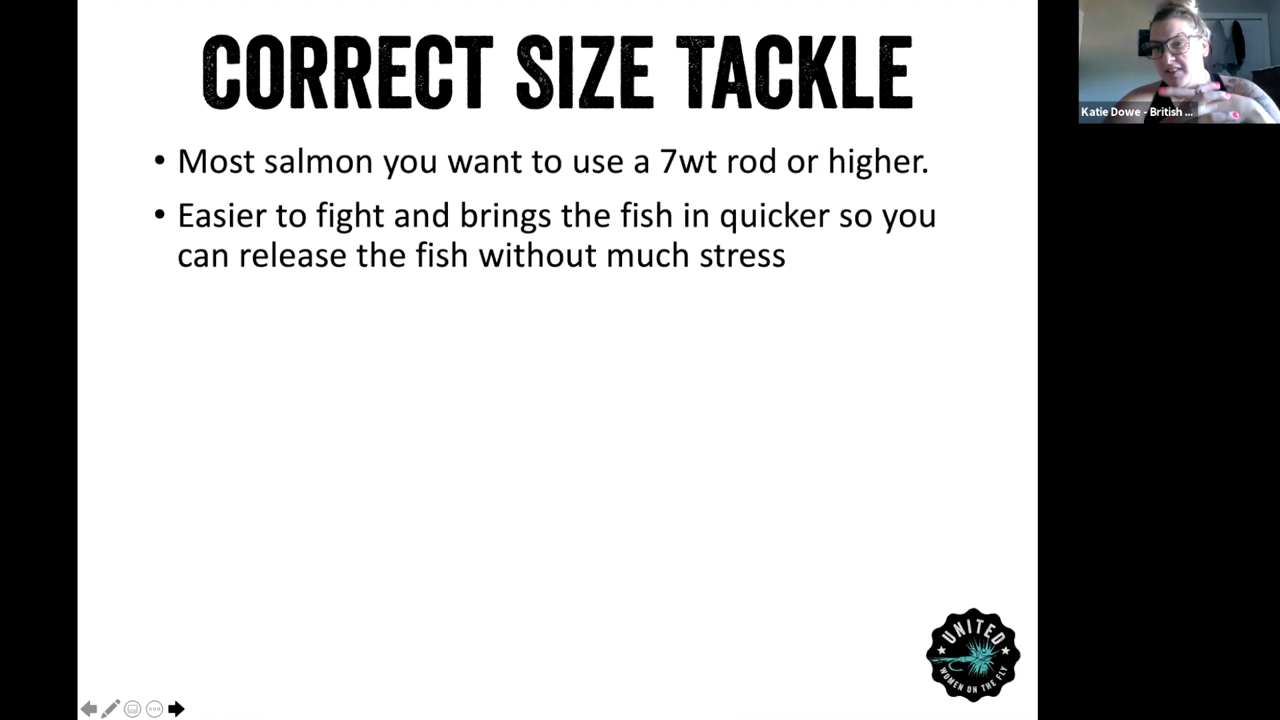 CORRECT SIZE TACKLE
• Most salmon you want to use a 7wt rod or higher.
• Easier to fight and brings the fish in quicker so you
can release the fish without much stress
Katie Dowe - British ...
UNITED
WOMEN ON THE FLY